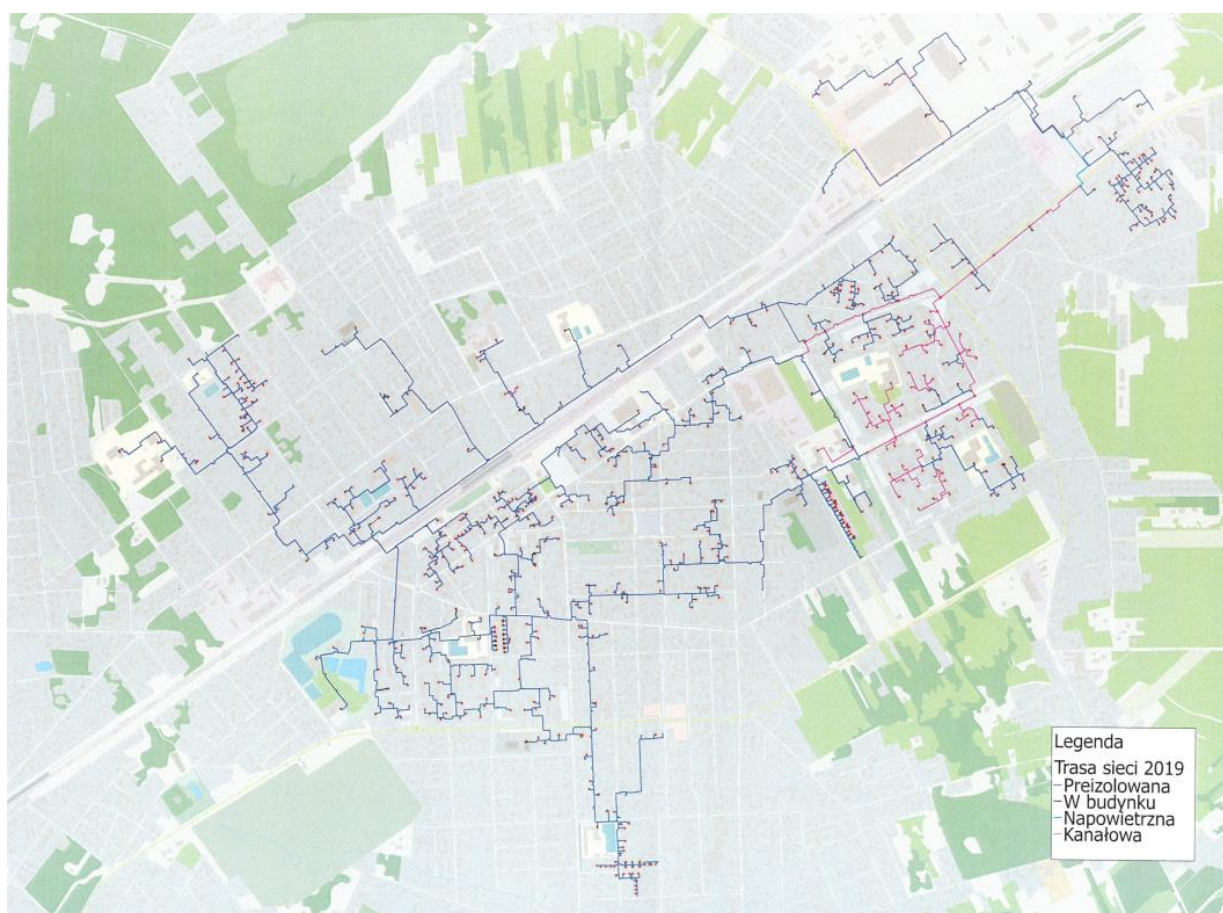 Legenda
Trasa sieci 2019
Preizolowana
W budynku
Napowietrzna
Kanałowa